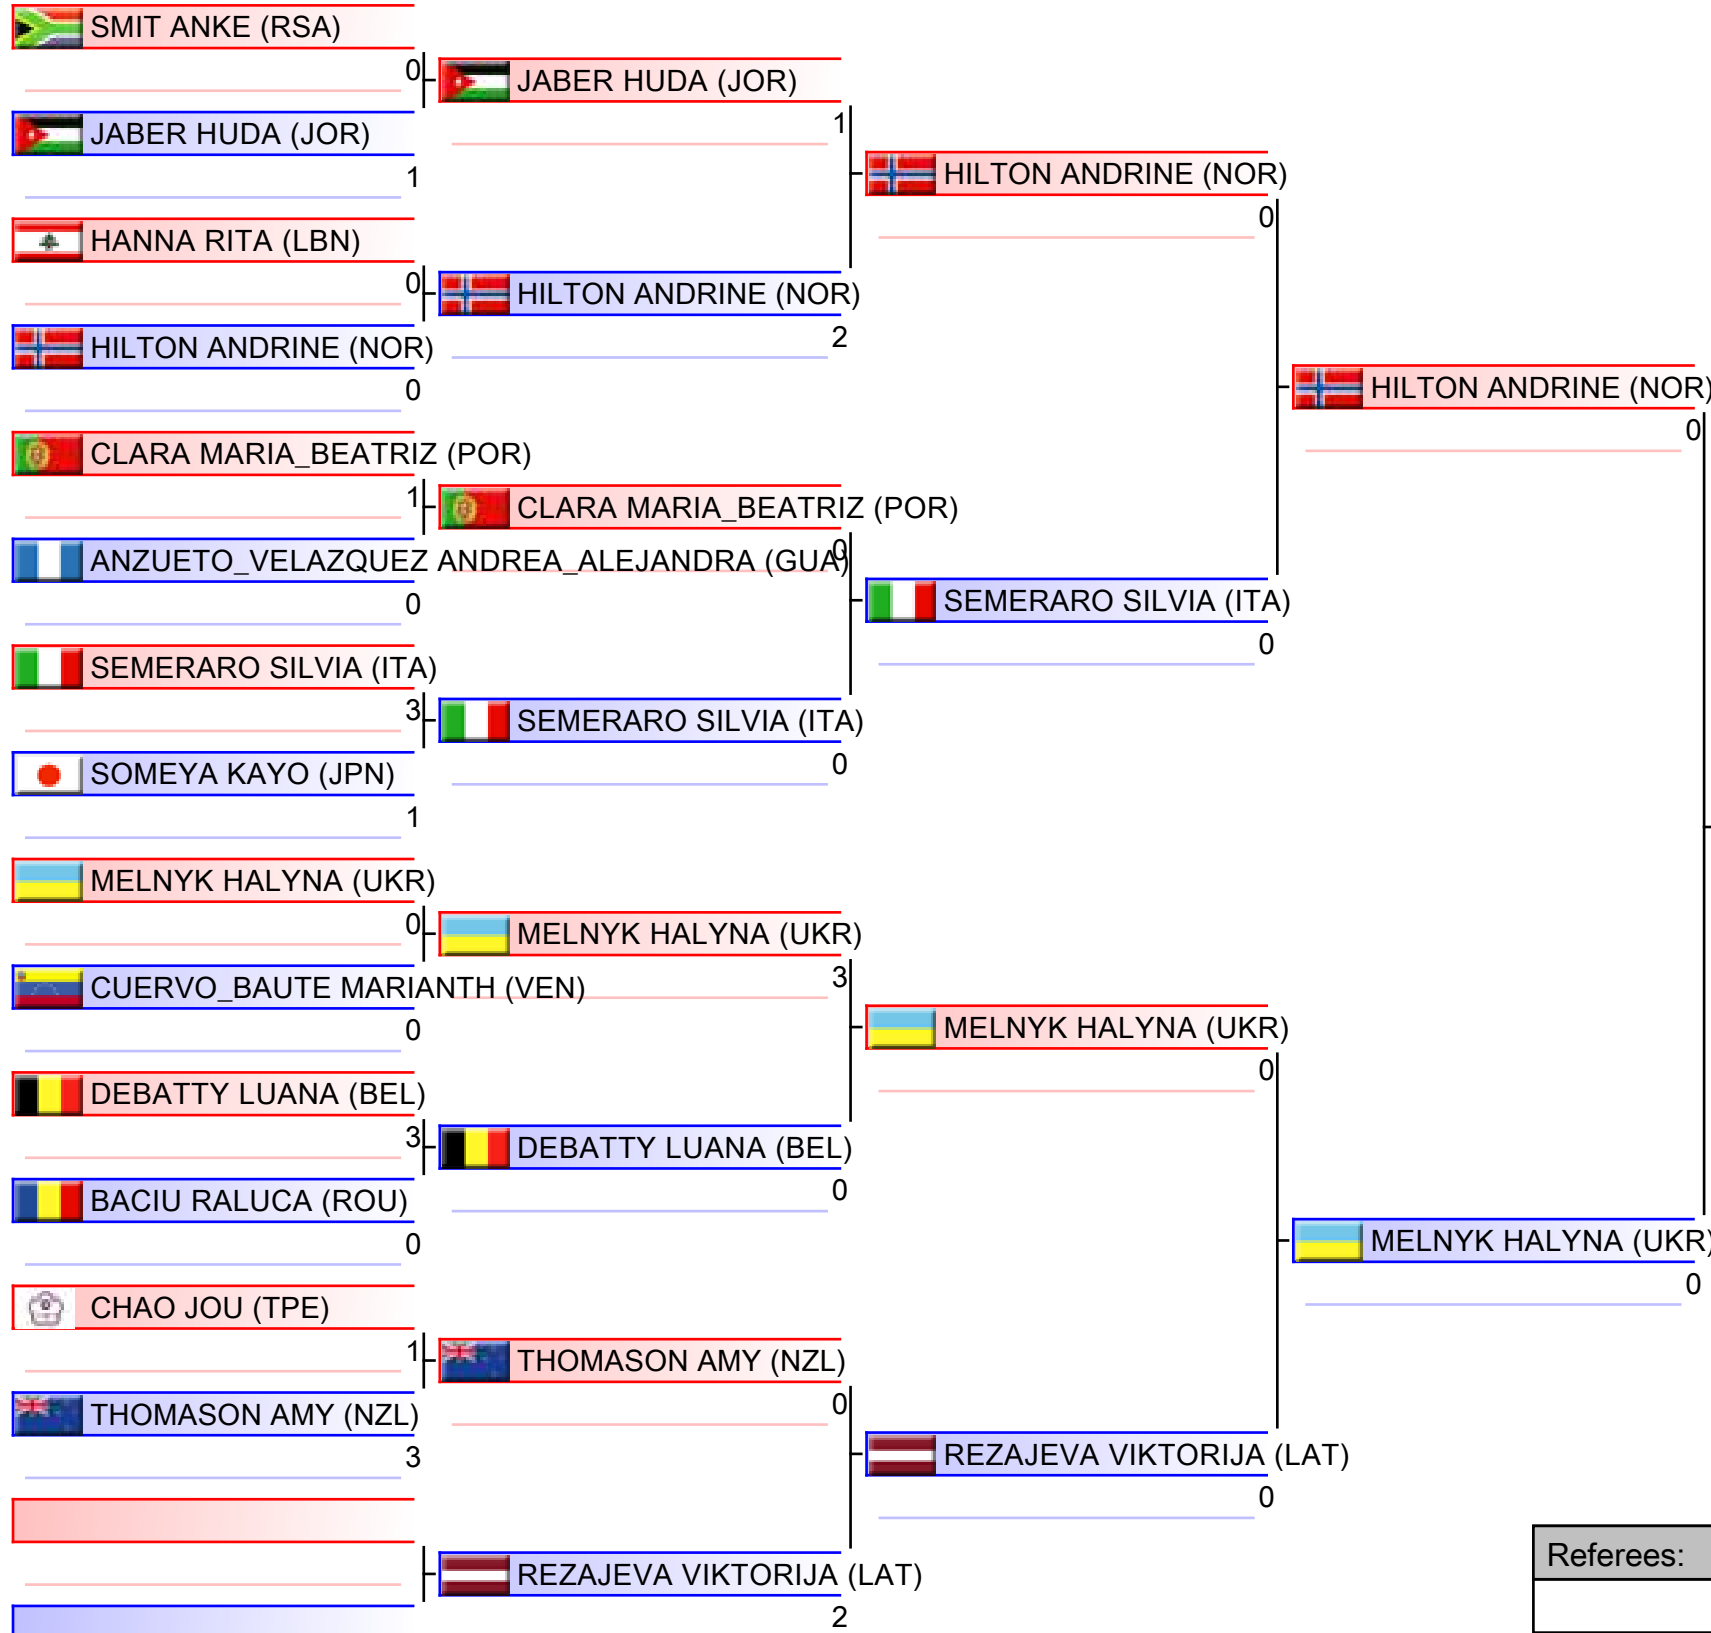 SMIT ANKE (RSA)
0
JABER HUDA (JOR)
JABER HUDA (JOR)
1
1
HILTON ANDRINE (NOR)
0
HANNA RITA (LBN)
0
HILTON ANDRINE (NOR)
2
HILTON ANDRINE (NOR)
0
HILTON ANDRINE (NOR)
0
CLARA MARIA_BEATRIZ (POR)
1
CLARA MARIA_BEATRIZ (POR)
0
ANZUETO_VELAZQUEZ ANDREA_ALEJANDRA (GUA)
0
SEMERARO SILVIA (ITA)
0
SEMERARO SILVIA (ITA)
3
SEMERARO SILVIA (ITA)
0
SOMEYA KAYO (JPN)
1
MELNYK HALYNA (UKR)
0
MELNYK HALYNA (UKR)
3
CUERVO_BAUTE MARIANTH (VEN)
0
MELNYK HALYNA (UKR)
0
DEBATTY LUANA (BEL)
3
DEBATTY LUANA (BEL)
0
BACIU RALUCA (ROU)
0
MELNYK HALYNA (UKR)
0
CHAO JOU (TPE)
1
THOMASON AMY (NZL)
0
THOMASON AMY (NZL)
3
REZAJEVA VIKTORIJA (LAT)
0
REZAJEVA VIKTORIJA (LAT)
2
Referees: